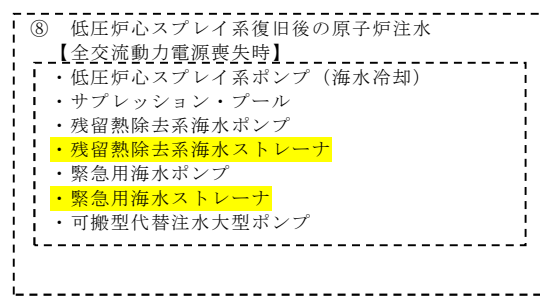 ⑧　低圧炉心スプレイ系復旧後の原子炉注水
【全交流動力電源喪失時】
・低圧炉心スプレイ系ポンプ（海水冷却）
・サプレッション・プール
・残留熱除去系海水ポンプ
・残留熱除去系海水ストレーナ
・緊急用海水ポンプ
・緊急用海水ストレーナ
・可搬型代替注水大型ポンプ